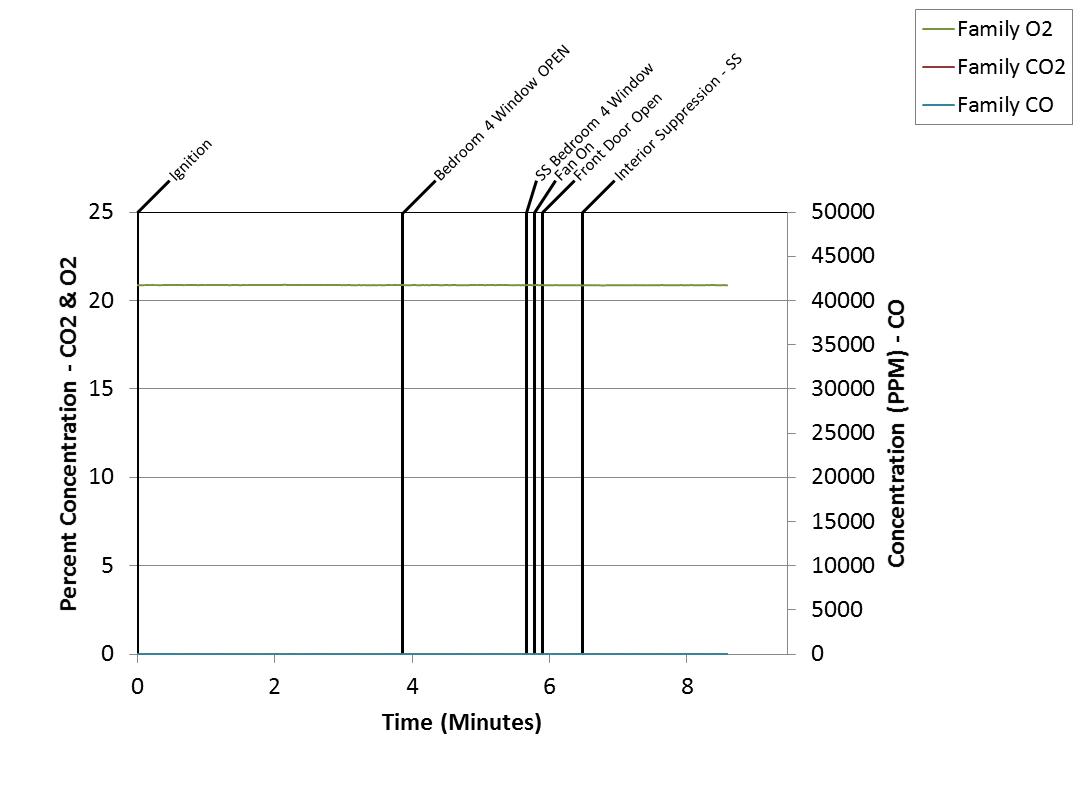 Family O2
Family CO2
Family CO
Ignition
Bedroom 4 Window OPEN
SS Bedroom 4 Window
Fan On
Front Door Open
Interior Suppression - SS
25
20
15
10
5
0
Percent Concentration - CO2 & O2
50000
45000
40000
35000
30000
25000
20000
15000
10000
5000
0
Concentration (PPM) - CO
0 2 4 6 8
Time (Minutes)